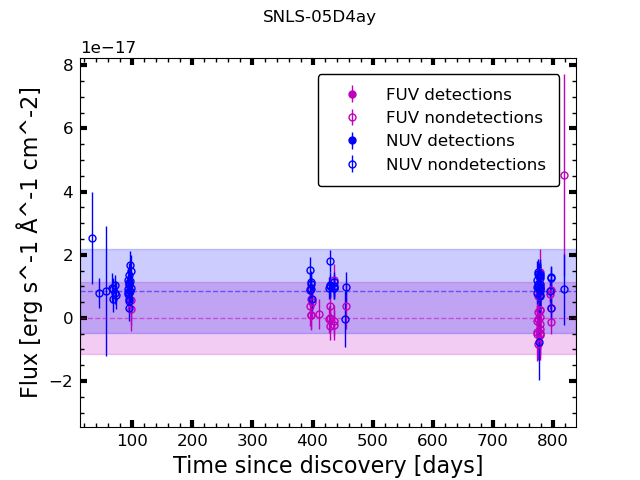 SNLS-05D4ay
1e−17
8
6
4
2
0
−2
FUV detections
FUV nondetections
NUV detections
NUV nondetections
100 200 300 400 500 600 700 800
Time since discovery [days]
Flux [erg s^-1 Å^-1 cm^-2]